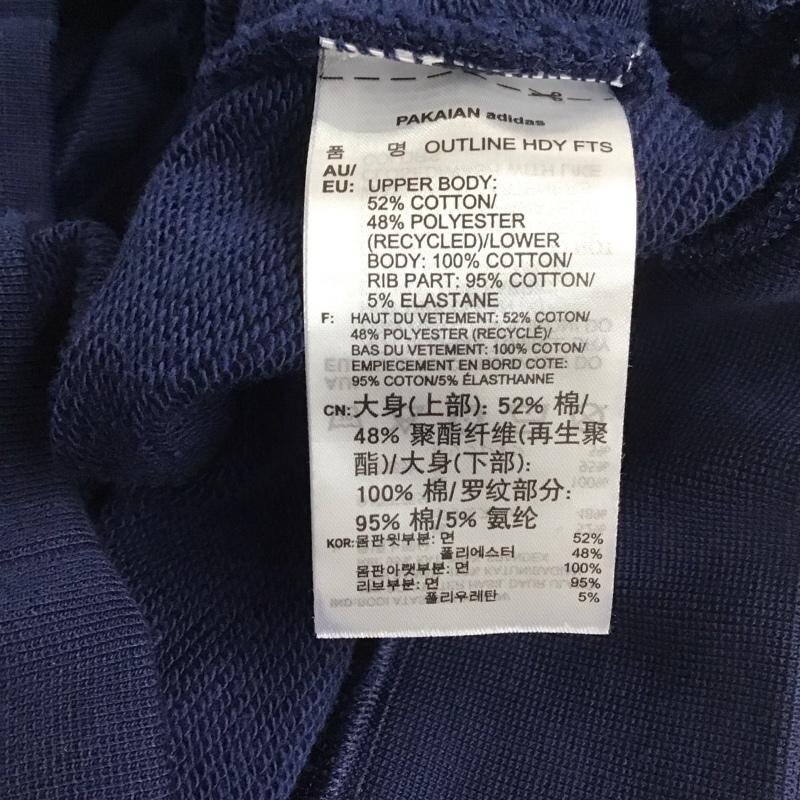 PAKAIAN adidas
품 명 OUTLINE HDY FTS
AU/
EU: UPPER BODY:
52% COTTON/
48% POLYESTER
(RECYCLED)/LOWER
BODY: 100% COTTON/
RIB PART: 95% COTTON/
5% ELASTANE
F: HAUT DU VETEMENT: 52% COTON/
48% POLYESTER (RECYCLÉ)/
BAS DU VETEMENT: 100% COTON/
EMPIECEMENT EN BORD COTE:
95% COTON/5% ÉLASTHANNE
CN: 大身(上部): 52% 棉/
48% 聚酯纤维(再生聚
酯)/大身(下部):
100% 棉/罗纹部分:
95% 棉/5% 氨纶
KOR: 몸판윗부분: 면 52%
폴리에스터 48%
몸판아랫부분: 면 100%
리브부분: 면 95%
폴리우레탄 5%